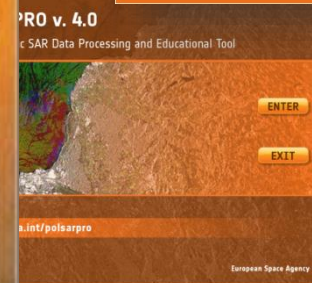 PRO v. 4.0
c SAR Data Processing and Educational Tool
ENTER
EXIT
a.int/polsarpro
European Space Agency